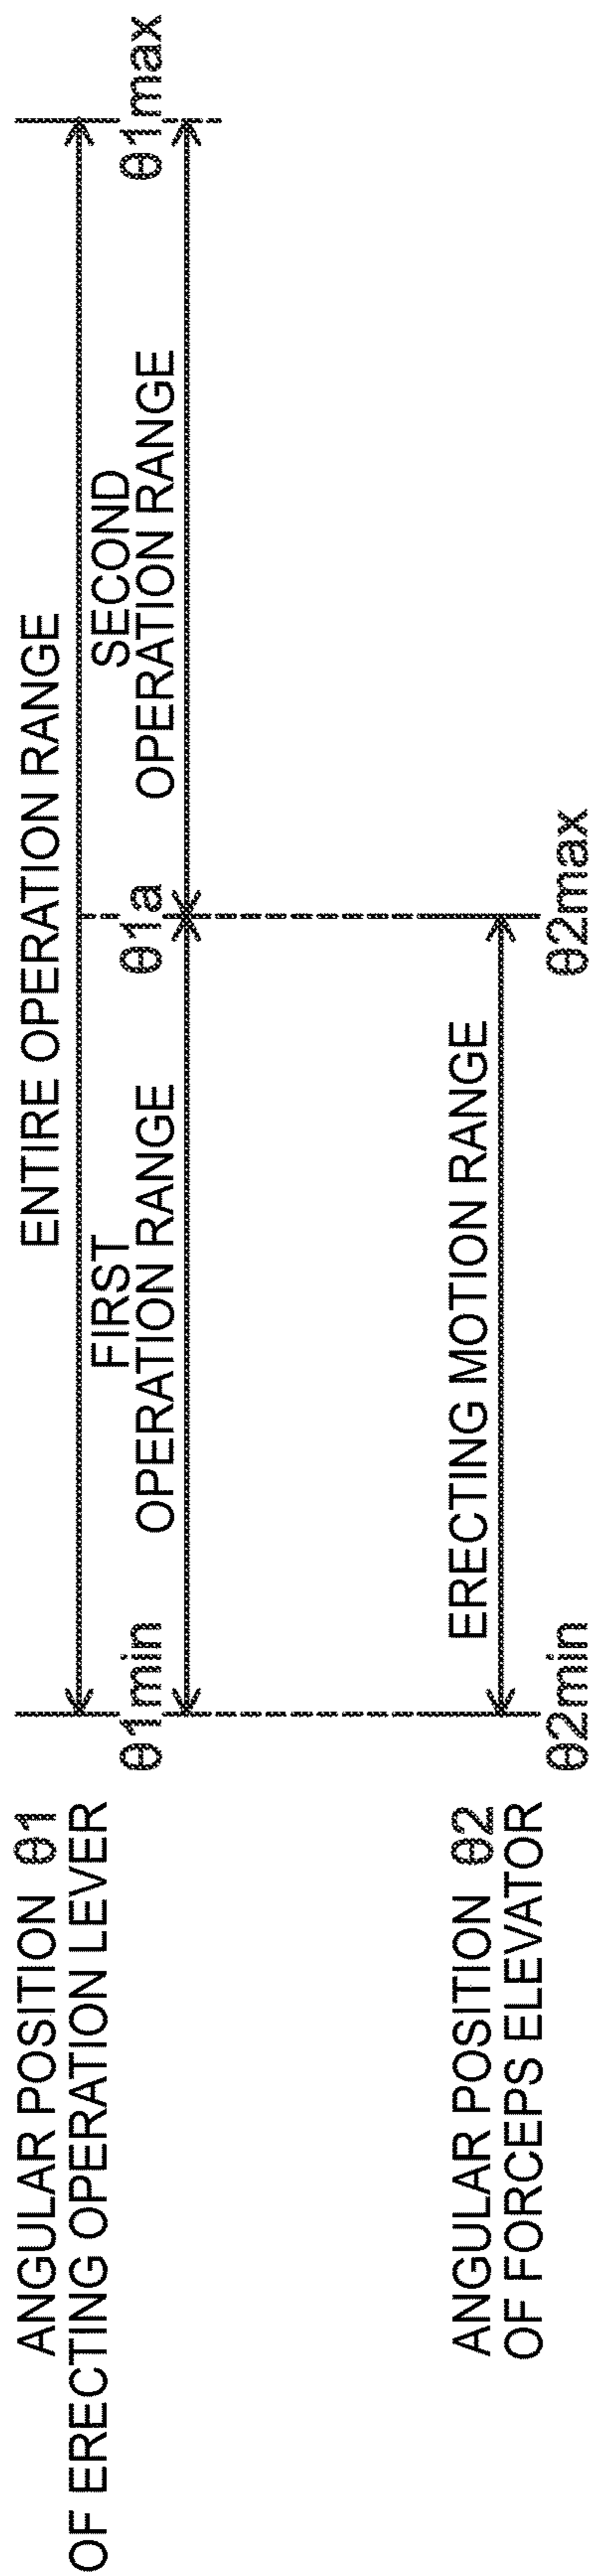 ENTIRE OPERATION RANGE
ANGULAR POSITION θ1
OF ERECTING OPERATION LEVER
FIRST
OPERATION RANGE
SECOND
OPERATION RANGE
θ1min
θ1a
θ1max
ERECTING MOTION RANGE
ANGULAR POSITION θ2
OF FORCEPS ELEVATOR
θ2min
θ2max